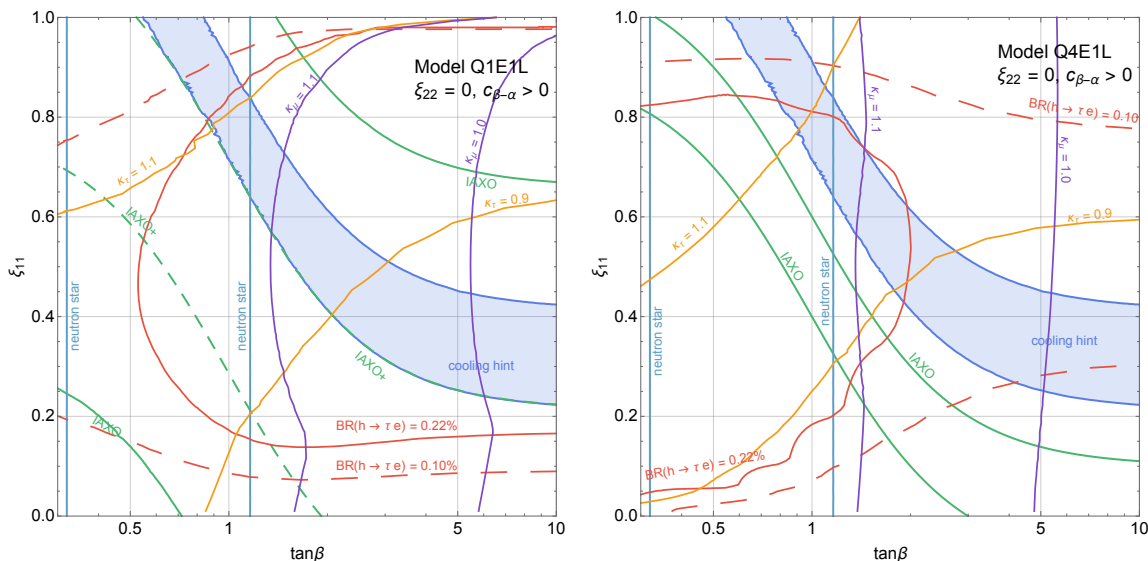 Model Q1E1L
ξ22 = 0, cβ−α > 0
κμ = 1.1
κμ = 1.0
κτ = 1.1
κτ = 0.9
IAXO
IAXO+
neutron star
neutron star
cooling hint
IAXO+
IAXO
BR(h → τ e) = 0.22%
BR(h → τ e) = 0.10%
ξ11
0.0
0.2
0.4
0.6
0.8
1.0
0.5
1
5
10
tanβ
Model Q4E1L
ξ22 = 0, cβ−α > 0
BR(h → τ e) = 0.10
κμ = 1.1
κμ = 1.0
κτ = 1.1
κτ = 0.9
IAXO
IAXO
neutron star
neutron star
cooling hint
BR(h → τ e) = 0.22%
ξ11
0.0
0.2
0.4
0.6
0.8
1.0
0.5
1
5
10
tanβ